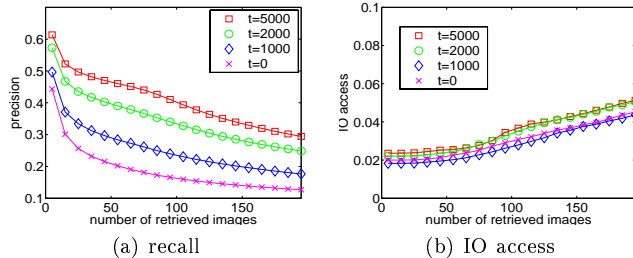 t=5000
t=2000
t=1000
t=0
precision
0.7
0.6
0.5
0.4
0.3
0.2
0.1
0 50 100 150
number of retrieved images
(a) recall
t=5000
t=2000
t=1000
t=0
IO access
0.1
0.08
0.06
0.04
0.02
0
0 50 100 150
number of retrieved images
(b) IO access